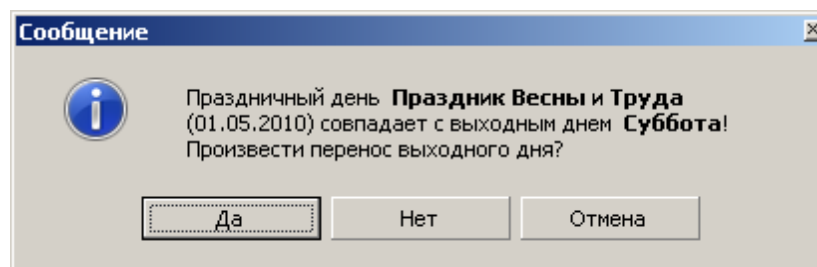 Сообщение
Праздничный день Праздник Весны и Труда
(01.05.2010) совпадает с выходным днем Суббота!
Произвести перенос выходного дня?
Да Нет Отмена